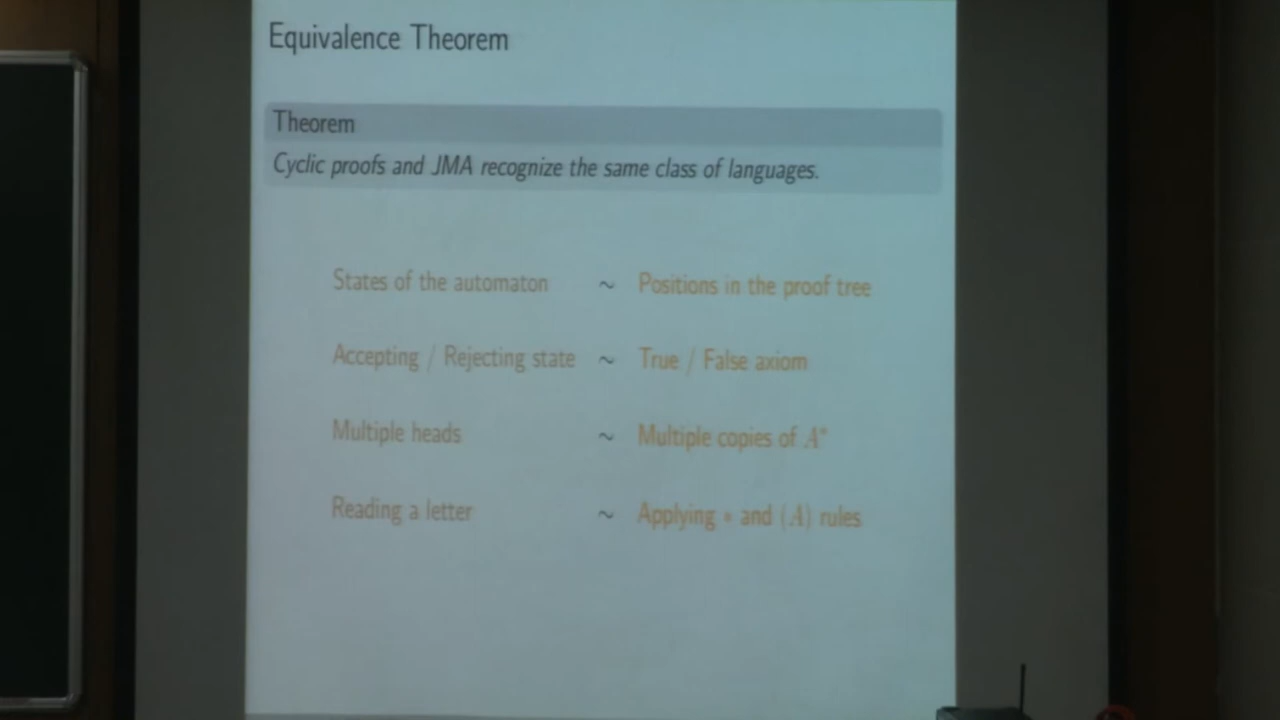 Equivalence Theorem
Theorem
Cyclic proofs and JMA recognize the same class of languages.
States of the automaton ~ Positions in the proof tree
Accepting / Rejecting state ~ True / False axiom
Multiple heads ~ Multiple copies of A*
Reading a letter ~ Applying * and (A) rules